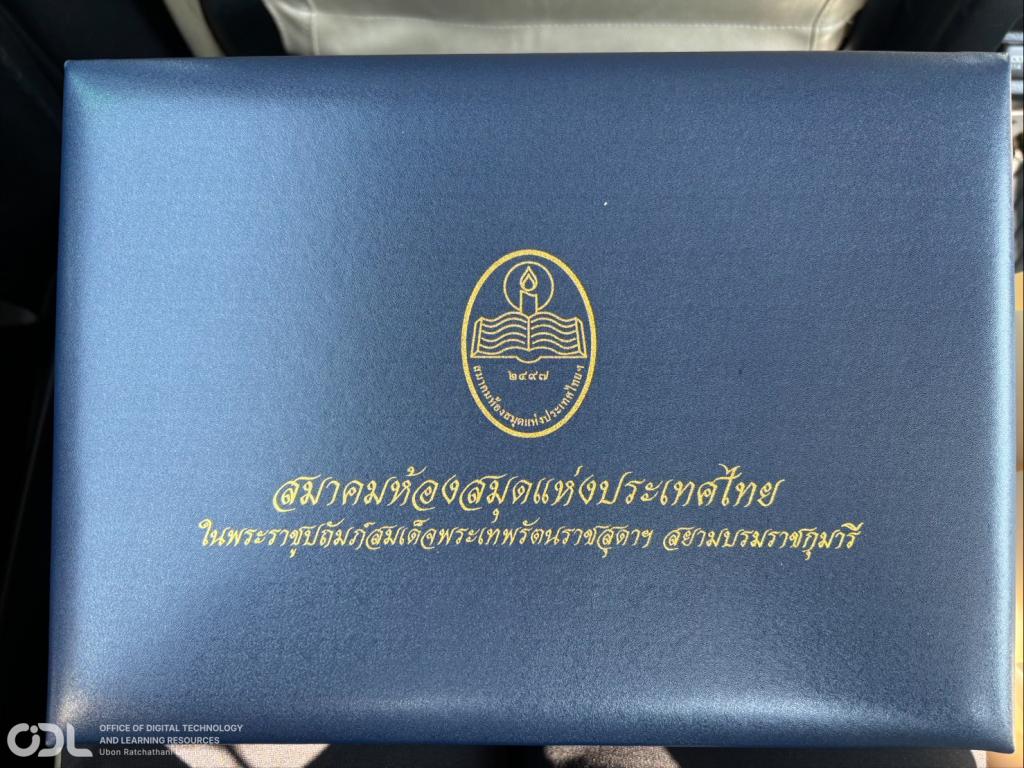 ๒๔๙๗
สมาคมห้องสมุดแห่งประเทศไทยฯ
สมาคมห้องสมุดแห่งประเทศไทย
ในพระราชูปถัมภ์สมเด็จพระเทพรัตนราชสุดาฯ สยามบรมราชกุมารี
ODL
OFFICE OF DIGITAL TECHNOLOGY
AND LEARNING RESOURCES
Ubon Ratchathani